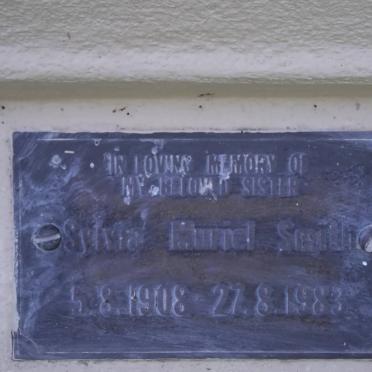 IN LOVING MEMORY OF
MY BELOVED SISTER
Sylvia Muriel Smith
5.8.1908 27.8.1983